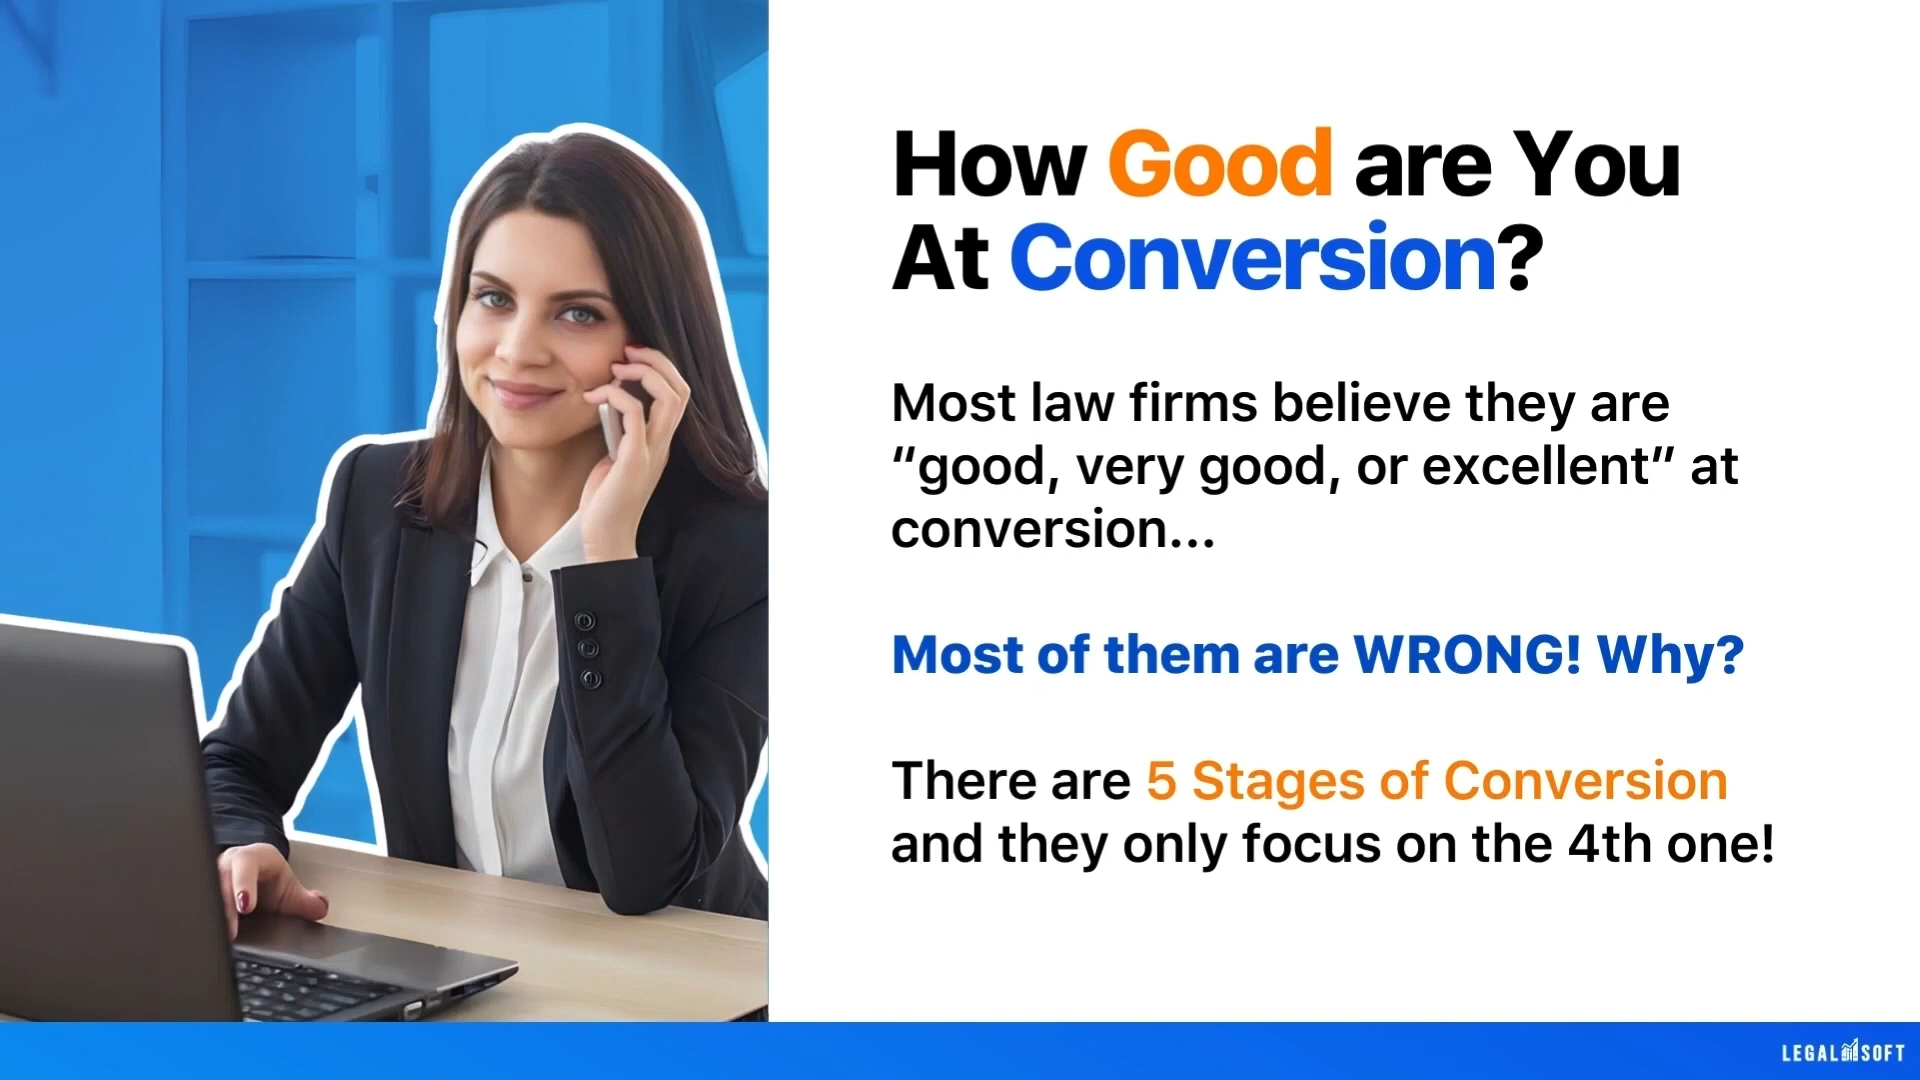 How Good are You
At Conversion?
Most law firms believe they are
“good, very good, or excellent” at
conversion...
Most of them are WRONG! Why?
There are 5 Stages of Conversion
and they only focus on the 4th one!
LEGAL SOFT